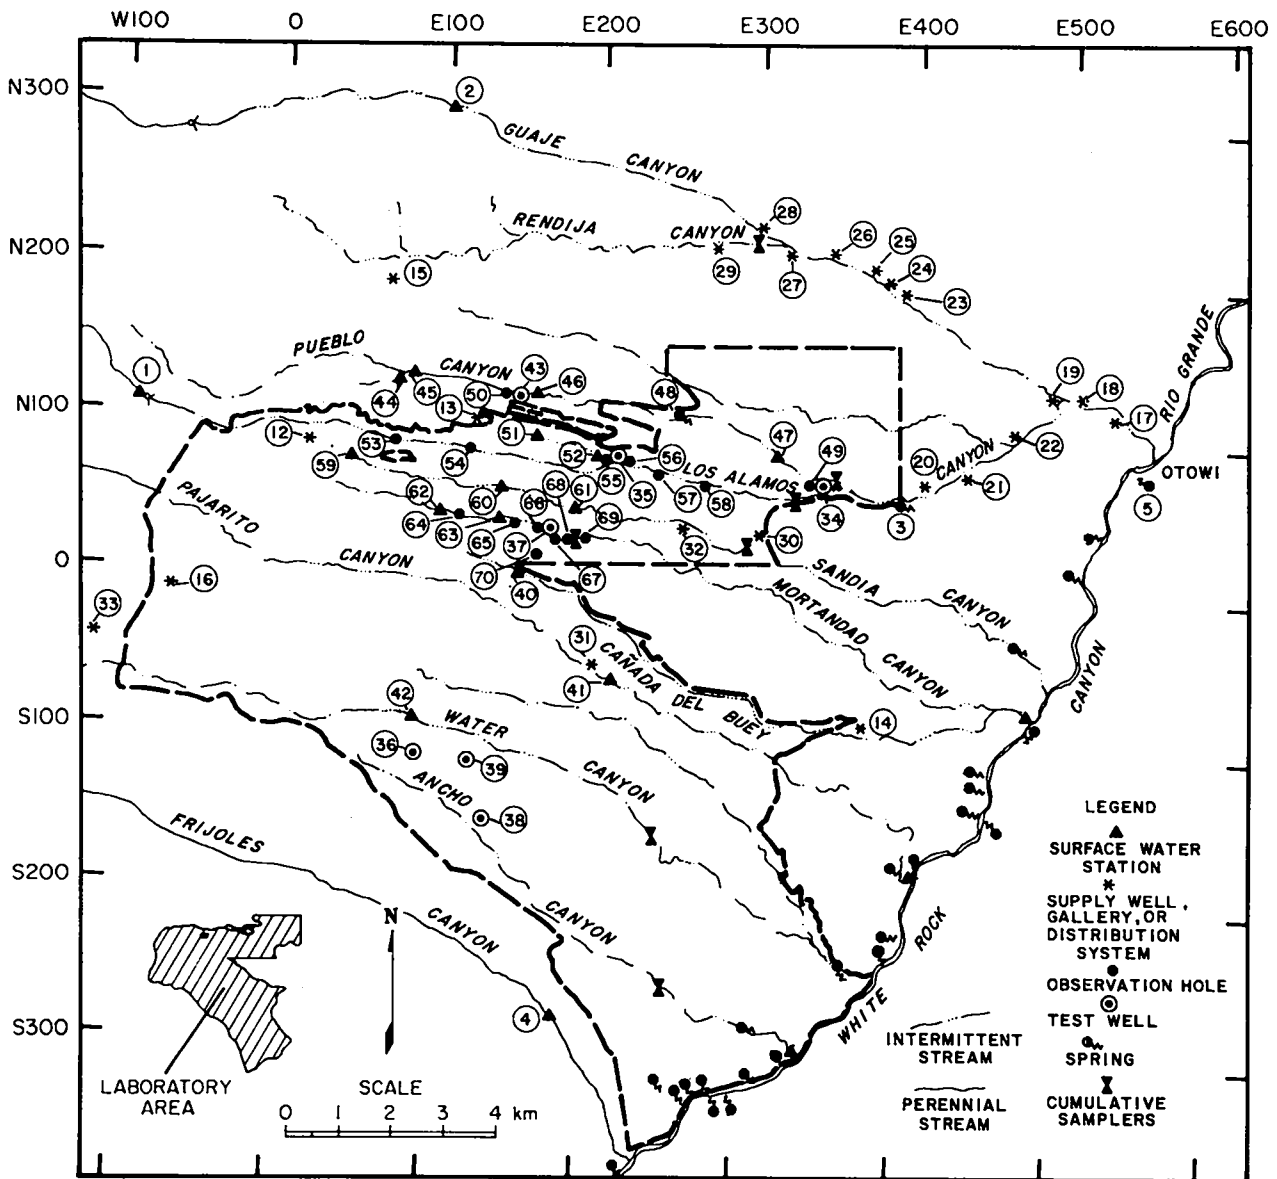 W100 0 E100 E200 E300 E400 E500 E600
N300
N200
N100
0
S100
S200
S300
2
GUAJE CANYON
RENDIJA CANYON
28
26
25
24
23
15
29
27
PUEBLO CANYON
1
44
45
50
43
46
48
13
19
18
17
RIO GRANDE
12
53
54
51
52
56
47
49
20
CANYON
22
59
55
35
57
58
LOS ALAMOS
21
OTOWI
5
62
60
68
61
69
66
64
63
65
37
67
32
30
34
3
PAJARITO CANYON
70
40
16
33
SANDIA CANYON
MORTANDAD CANYON
31
41
CAÑADA DEL BUEY
14
42
WATER CANYON
36
39
38
ANCHO CANYON
FRIJOLES CANYON
4
WHITE ROCK CANYON
N
LABORATORY
AREA
SCALE
0 1 2 3 4 km
LEGEND
SURFACE WATER
STATION
SUPPLY WELL,
GALLERY, OR
DISTRIBUTION
SYSTEM
OBSERVATION HOLE
TEST WELL
SPRING
CUMULATIVE
SAMPLERS
INTERMITTENT
STREAM
PERENNIAL
STREAM